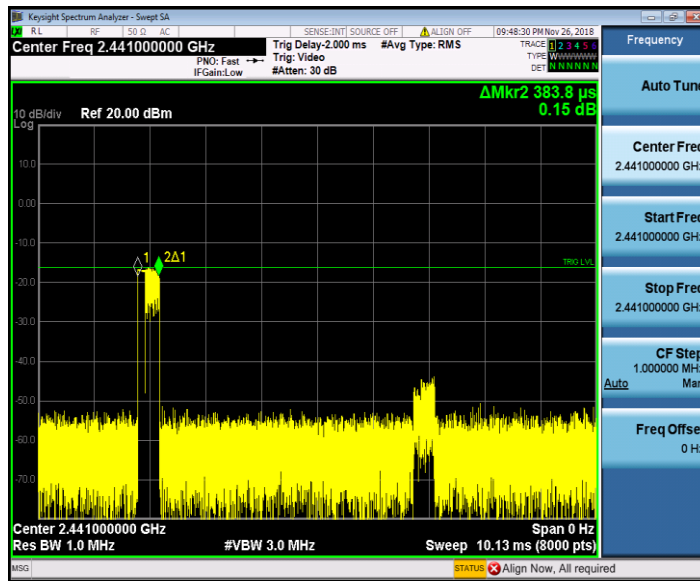 Keysight Spectrum Analyzer - Swept SA
RL RF 50 Ω AC SENSE:INT SOURCE OFF ALIGN OFF 09:48:30 PM Nov 26, 2018
Center Freq 2.441000000 GHz
PNO: Fast
IFGain:Low
Trig Delay-2.000 ms
Trig: Video
#Atten: 30 dB
#Avg Type: RMS
TRACE 1 2 3 4 5 6
TYPE WWWWWW
DET N N N N N N
ΔMkr2 383.8 µs
0.15 dB
10 dB/div Ref 20.00 dBm
Log
10.0
0.00
-10.0
-20.0
-30.0
-40.0
-50.0
-60.0
-70.0
1 2Δ1
TRIG LVL
Center 2.441000000 GHz Span 0 Hz
Res BW 1.0 MHz #VBW 3.0 MHz Sweep 10.13 ms (8000 pts)
MSG STATUS Align Now, All required
Frequency
Auto Tune
Center Freq
2.441000000 GHz
Start Freq
2.441000000 GHz
Stop Freq
2.441000000 GHz
CF Step
1.000000 MHz
Auto Man
Freq Offset
0 Hz